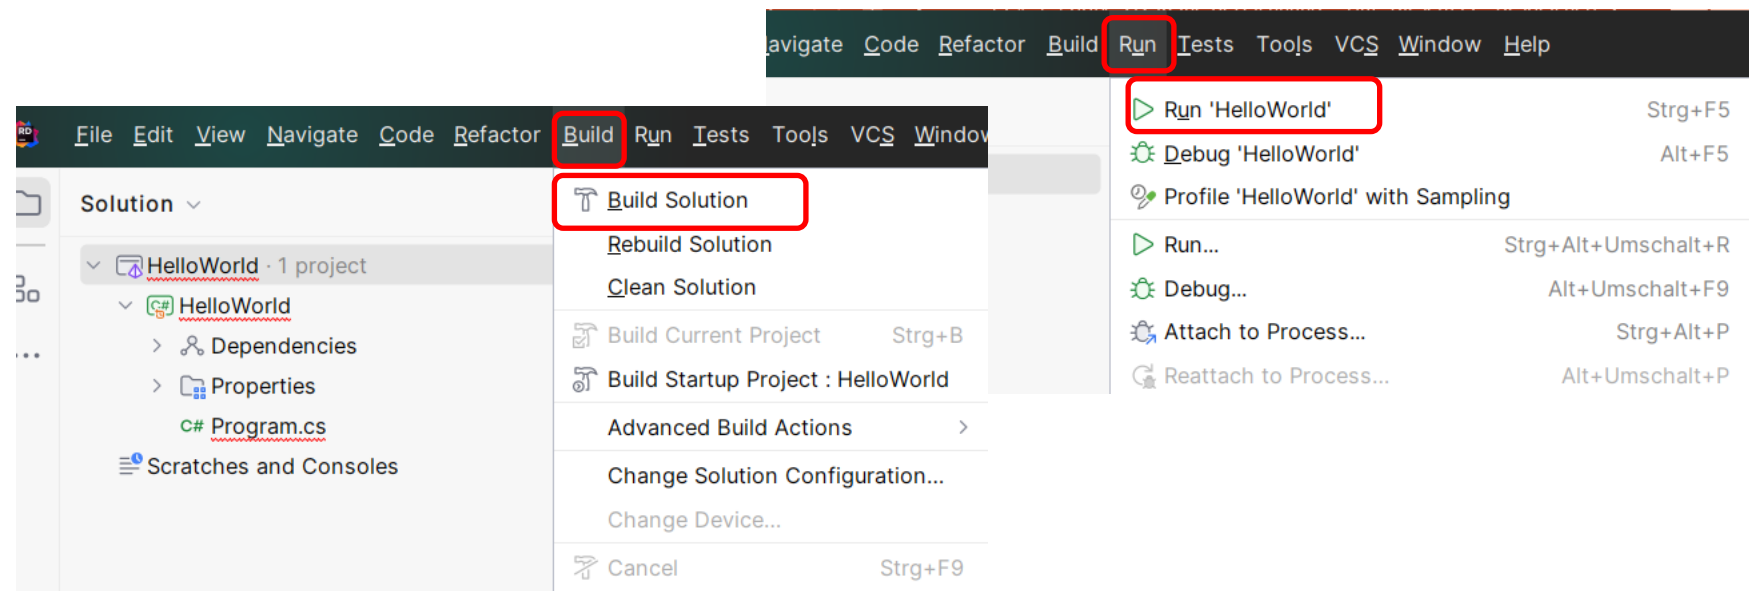 avigate Code Refactor Build Run Tests Tools VCS Window Help
Run 'HelloWorld' Strg+F5
Debug 'HelloWorld' Alt+F5
Profile 'HelloWorld' with Sampling
Run... Strg+Alt+Umschalt+R
Debug... Alt+Umschalt+F9
Attach to Process... Strg+Alt+P
Reattach to Process... Alt+Umschalt+P
RD File Edit View Navigate Code Refactor Build Run Tests Tools VCS Window
Solution
HelloWorld · 1 project
C# HelloWorld
Dependencies
Properties
C# Program.cs
Scratches and Consoles
Build Solution
Rebuild Solution
Clean Solution
Build Current Project Strg+B
Build Startup Project : HelloWorld
Advanced Build Actions
Change Solution Configuration...
Change Device...
Cancel Strg+F9